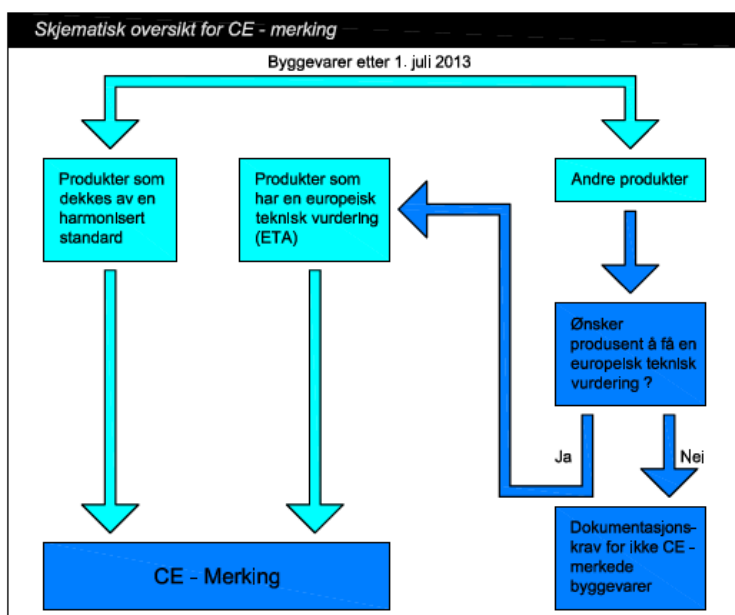 Skjematisk oversikt for CE - merking
Byggevarer etter 1. juli 2013
Produkter som
dekkes av en
harmonisert
standard
Produkter som
har en europeisk
teknisk vurdering
(ETA)
Andre produkter
Ønsker
produsent å få en
europeisk teknisk
vurdering ?
Ja
Nei
CE - Merking
Dokumentasjons-
krav for ikke CE -
merkede
byggevarer